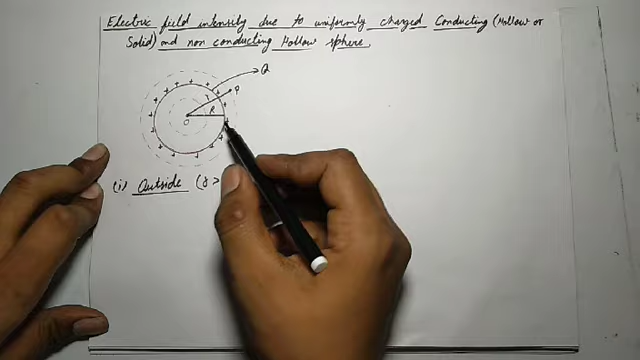 Electric field intensity due to uniformly charged Conducting (Hollow or
Solid) and non conducting Hollow sphere.
Q
P
r
R
O
(i) Outside (r >